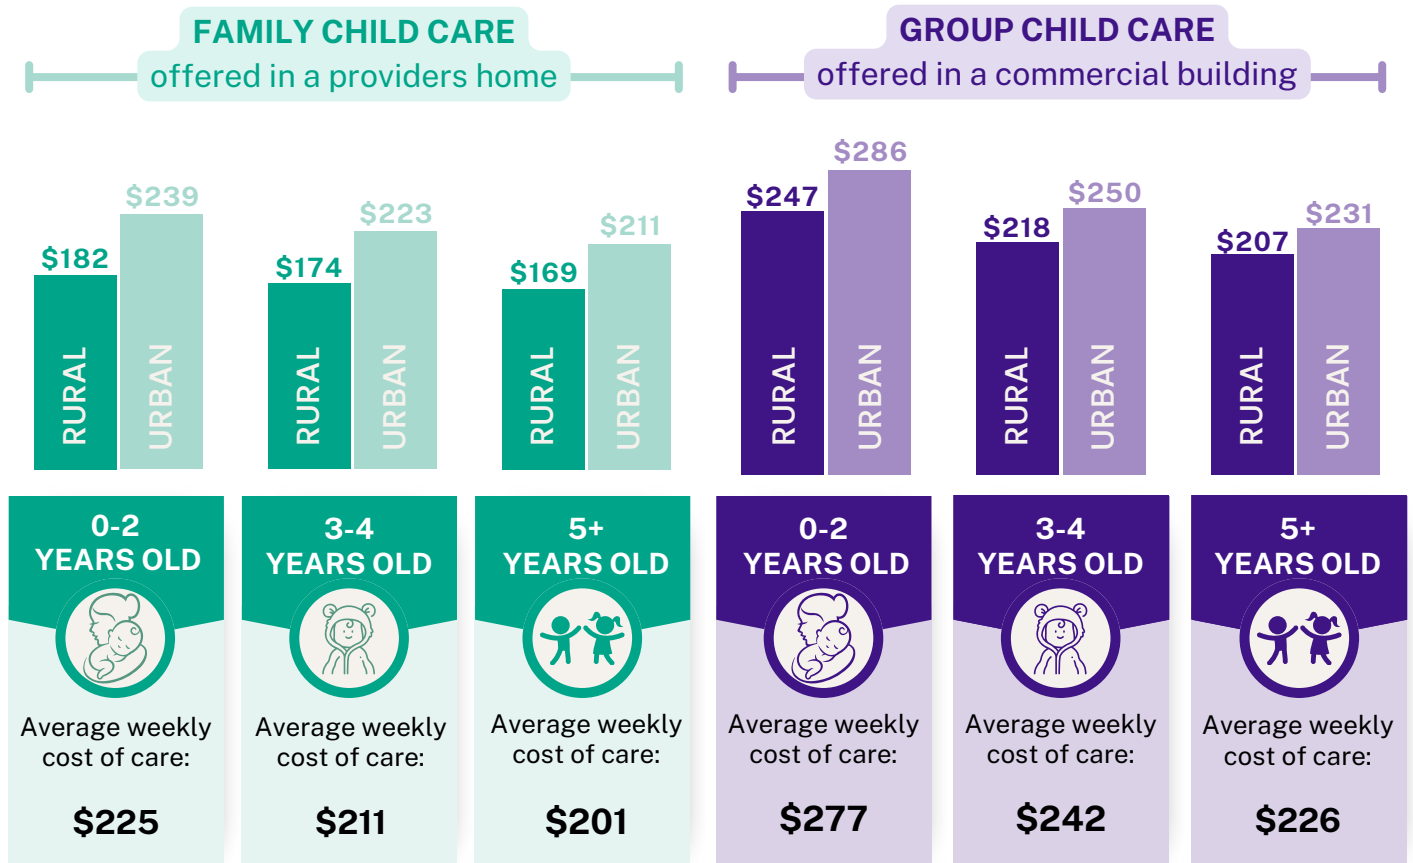 FAMILY CHILD CARE
offered in a providers home
$182
$239
RURAL
URBAN
$174
$223
RURAL
URBAN
$169
$211
RURAL
URBAN
0-2
YEARS OLD
Average weekly
cost of care:
$225
3-4
YEARS OLD
Average weekly
cost of care:
$211
5+
YEARS OLD
Average weekly
cost of care:
$201
GROUP CHILD CARE
offered in a commercial building
$247
$286
RURAL
URBAN
$218
$250
RURAL
URBAN
$207
$231
RURAL
URBAN
0-2
YEARS OLD
Average weekly
cost of care:
$277
3-4
YEARS OLD
Average weekly
cost of care:
$242
5+
YEARS OLD
Average weekly
cost of care:
$226